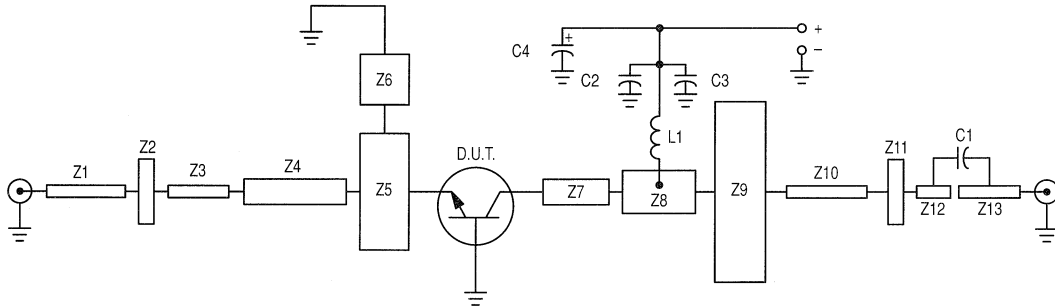 C4
+
+
−
C2
C3
Z6
L1
D.U.T.
Z1
Z2
Z3
Z4
Z5
Z7
Z8
Z9
Z10
Z11
C1
Z12
Z13